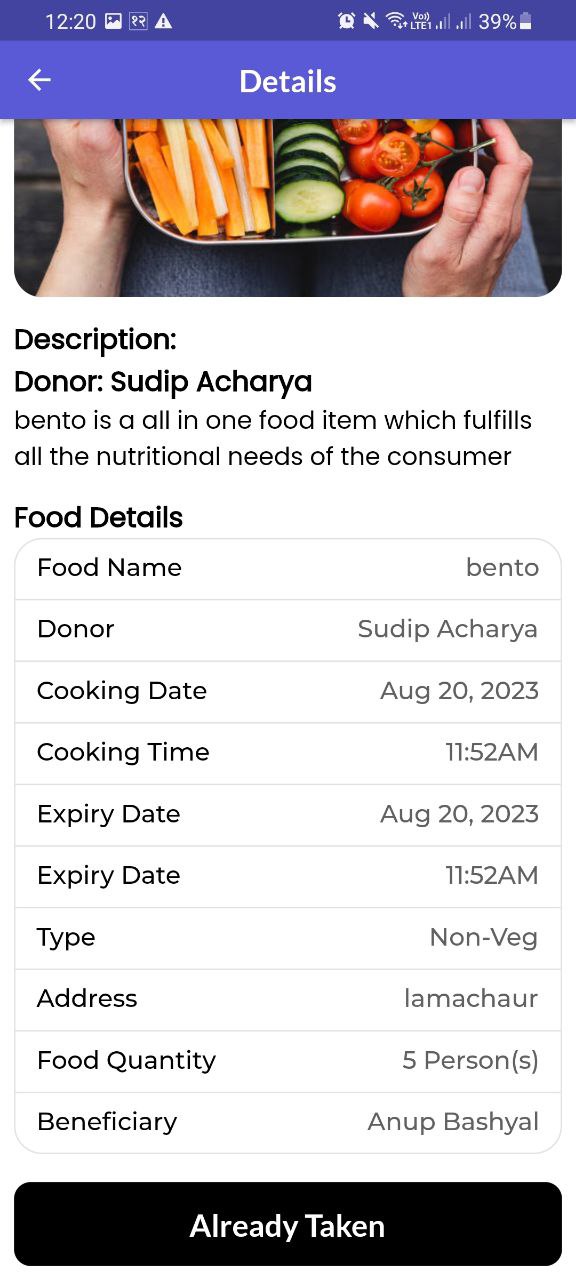 12:20 १२ Vo)) LTE1 39%
Details
Description:
Donor: Sudip Acharya
bento is a all in one food item which fulfills
all the nutritional needs of the consumer
Food Details
Food Name bento
Donor Sudip Acharya
Cooking Date Aug 20, 2023
Cooking Time 11:52AM
Expiry Date Aug 20, 2023
Expiry Date 11:52AM
Type Non-Veg
Address lamachaur
Food Quantity 5 Person(s)
Beneficiary Anup Bashyal
Already Taken